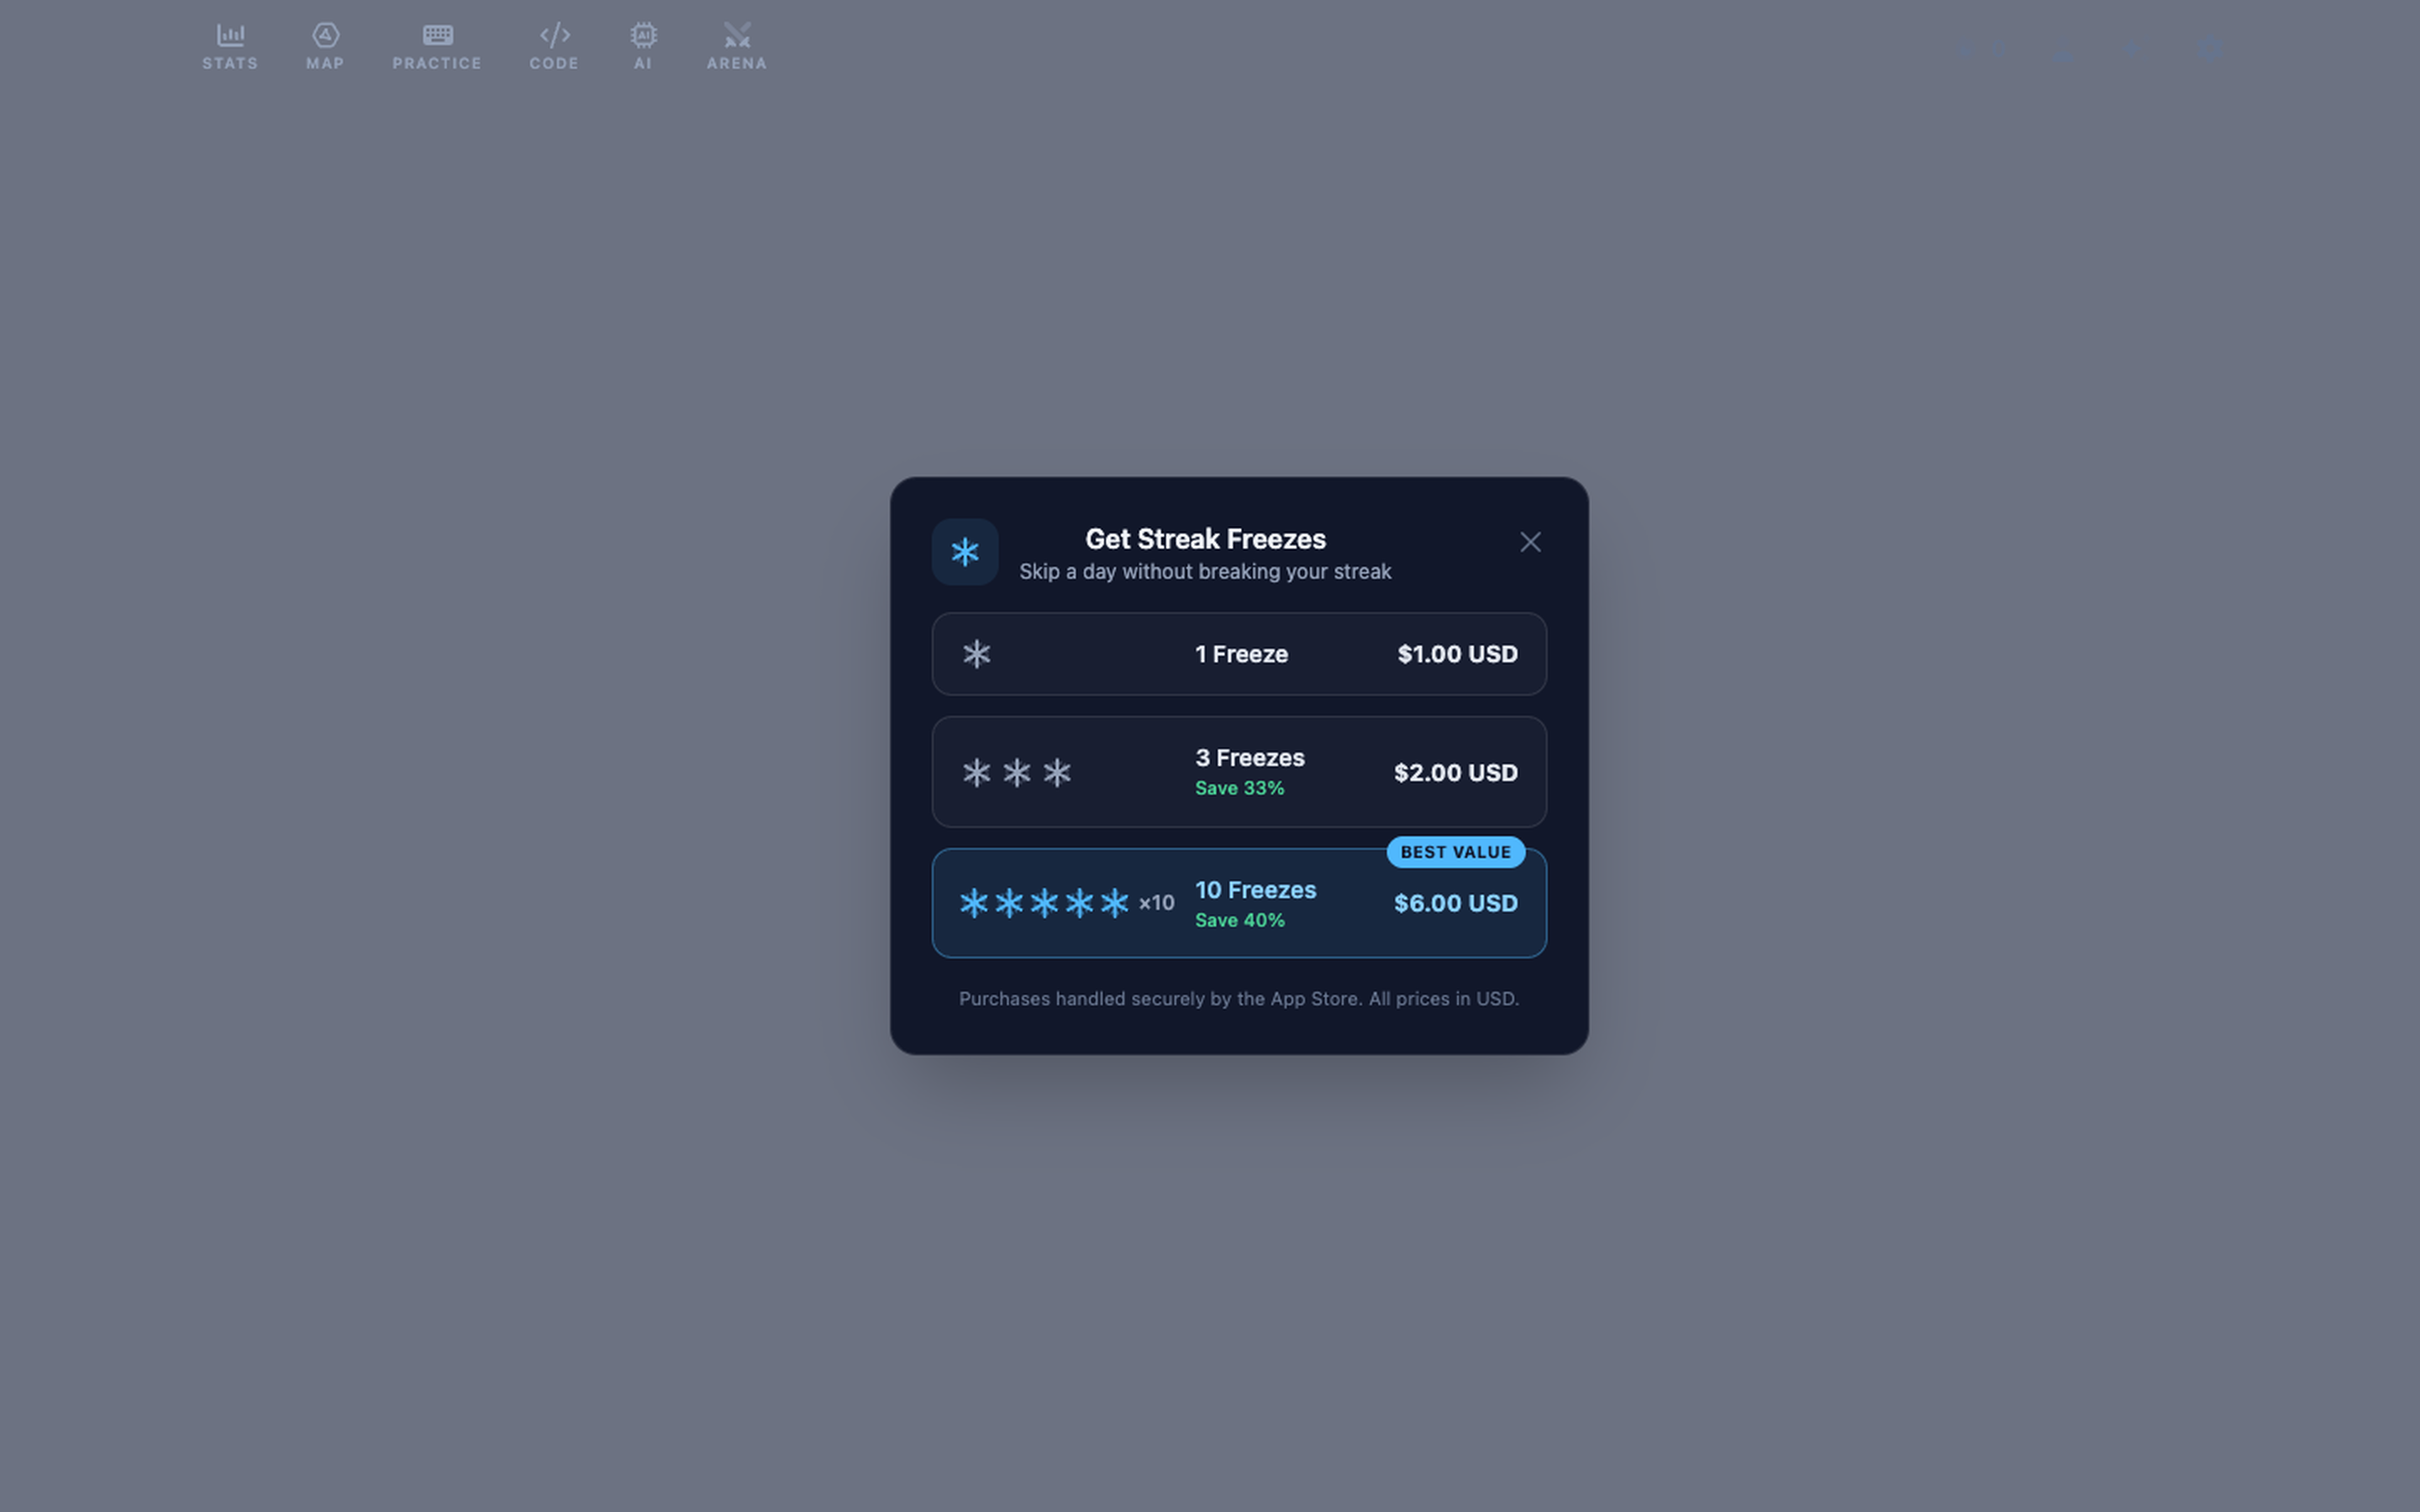 STATS
MAP
PRACTICE
CODE
AI
AI
ARENA
Get Streak Freezes
Skip a day without breaking your streak
1 Freeze
$1.00 USD
3 Freezes
Save 33%
$2.00 USD
BEST VALUE
×10
10 Freezes
Save 40%
$6.00 USD
Purchases handled securely by the App Store. All prices in USD.